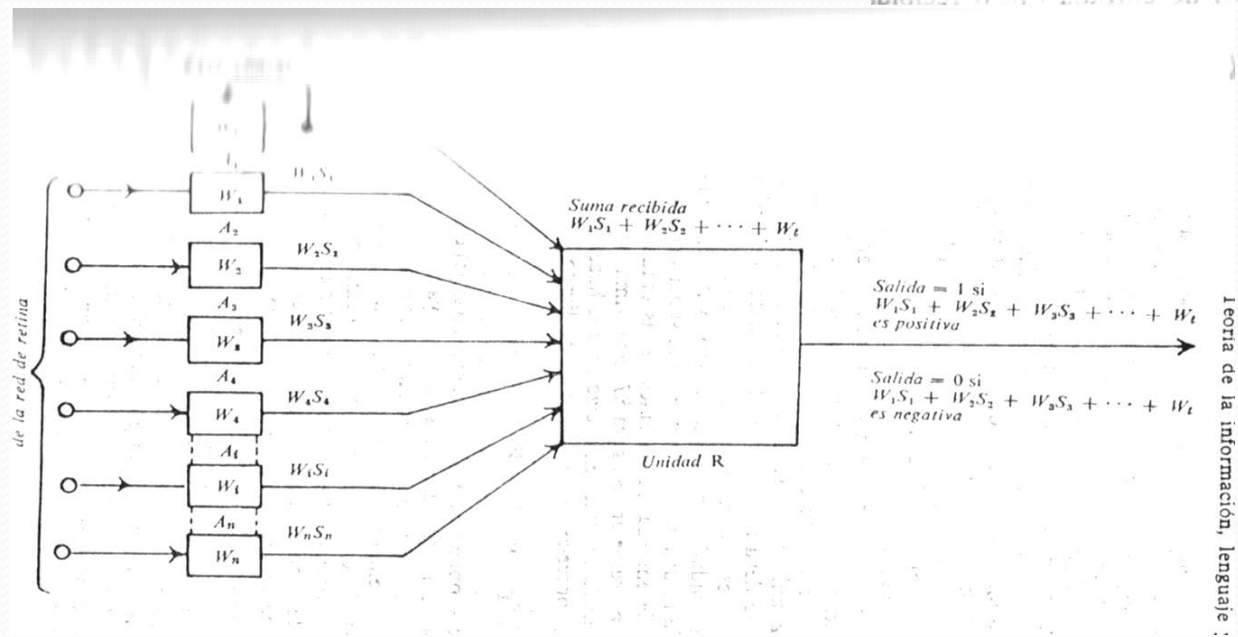 A₁
W₁
W₁S₁
A₂
W₂
W₂S₂
A₃
W₃
W₃S₃
A₄
W₄
W₄S₄
Aᵢ
Wᵢ
WᵢSᵢ
Aₙ
Wₙ
WₙSₙ
de la red de retina
Suma recibida
W₁S₁ + W₂S₂ + ··· + Wₜ
Unidad R
Salida = 1 si
W₁S₁ + W₂S₂ + W₃S₃ + ··· + Wₜ
es positiva
Salida = 0 si
W₁S₁ + W₂S₂ + W₃S₃ + ··· + Wₜ
es negativa
Teoría de la información, lenguaje